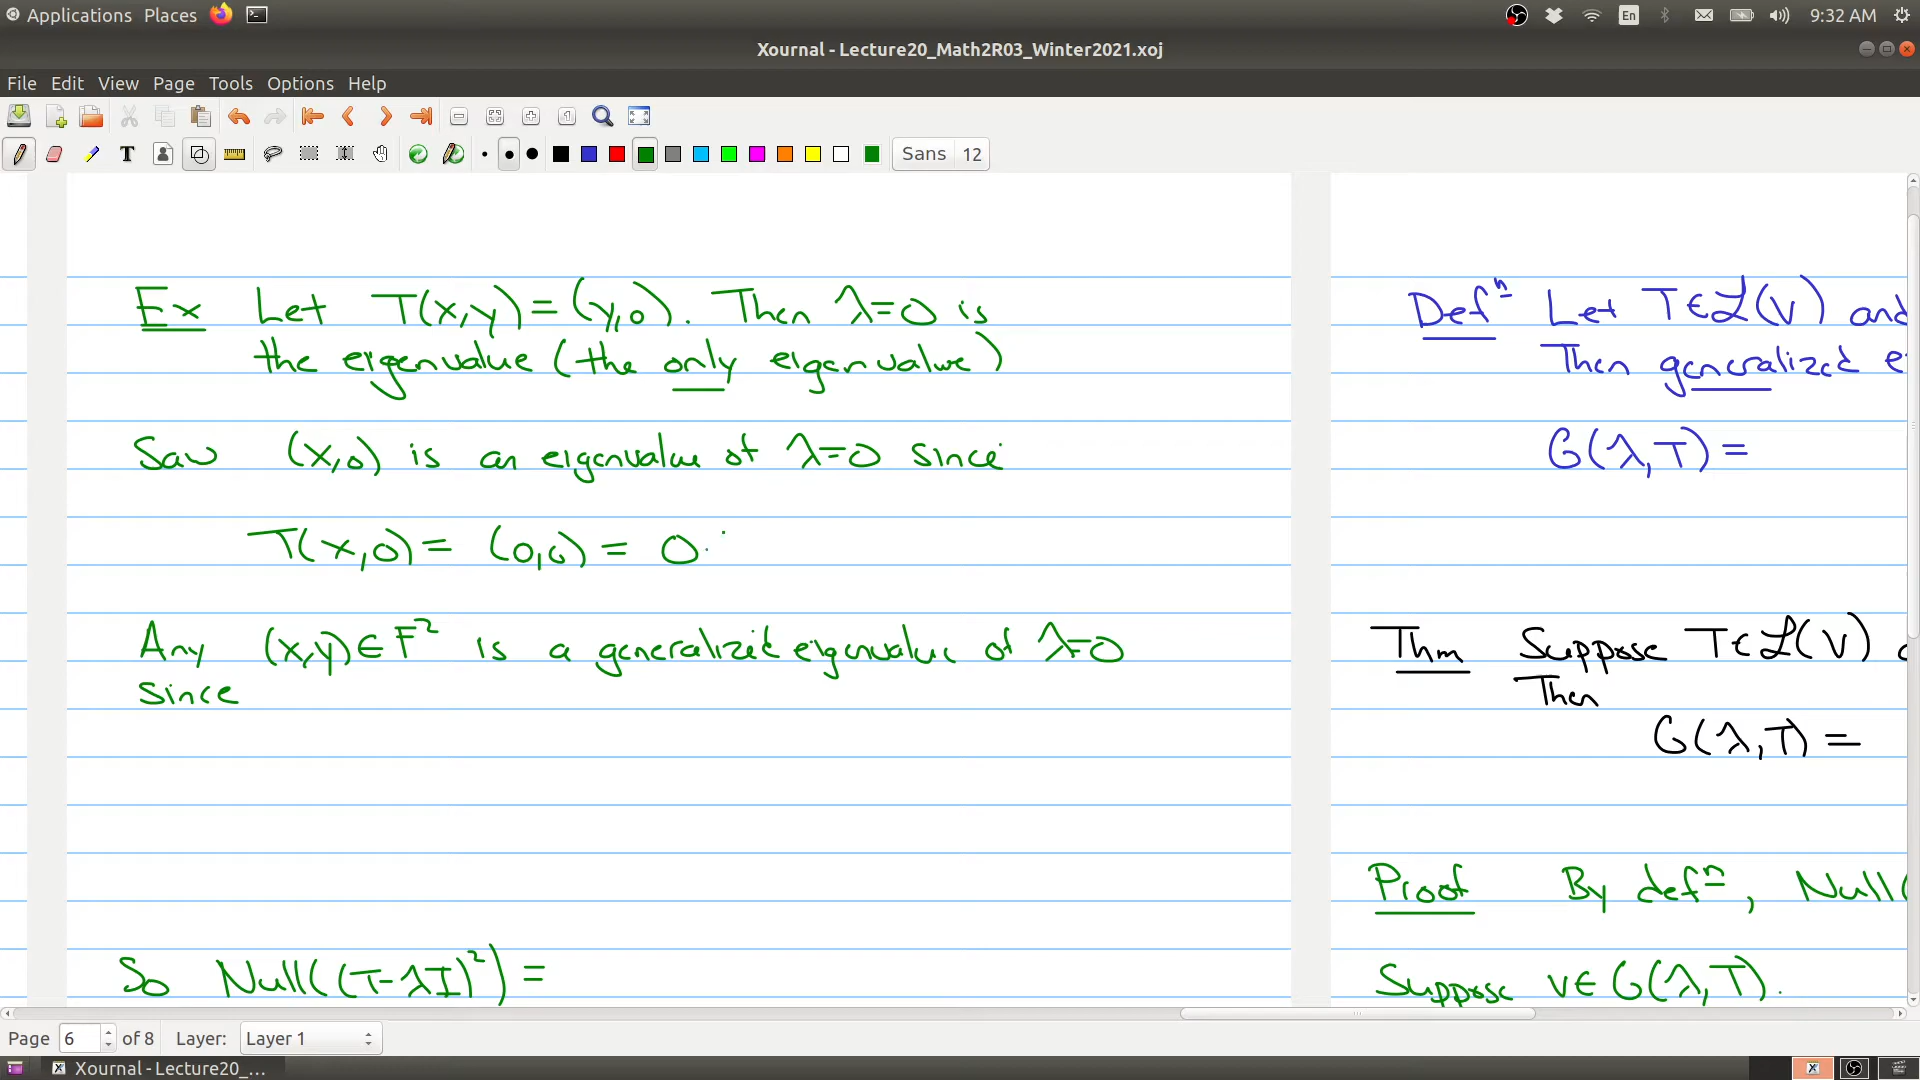 Applications Places En 9:32 AM
Xournal - Lecture20_Math2R03_Winter2021.xoj
File Edit View Page Tools Options Help
T Sans 12
Ex Let T(x,y) = (y,0). Then λ=0 is
the eigenvalue (the only eigenvalue)
Saw (x,0) is an eigenvalue of λ=0 since
T(x,0) = (0,0) = 0.
Any (x,y) ∈ F² is a generalized eigenvalue of λ=0
since
So Null((T-λI)²) =
Defⁿ Let T∈ℒ(V) and
Then generalized e
G(λ,T) =
Thm Suppose T∈ℒ(V)
Then
G(λ,T) =
Proof By defⁿ, Null(
Suppose v∈ G(λ,T).
Page 6 of 8 Layer: Layer 1
Xournal - Lecture20_...